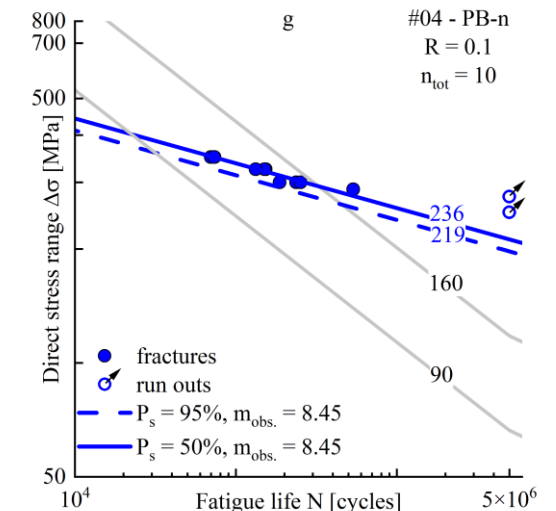 g
#04 - PB-n
R = 0.1
n_tot = 10
800
700
500
50
Direct stress range Δσ [MPa]
236
219
160
90
fractures
run outs
P_s = 95%, m_obs. = 8.45
P_s = 50%, m_obs. = 8.45
10^4
Fatigue life N [cycles]
5×10^6